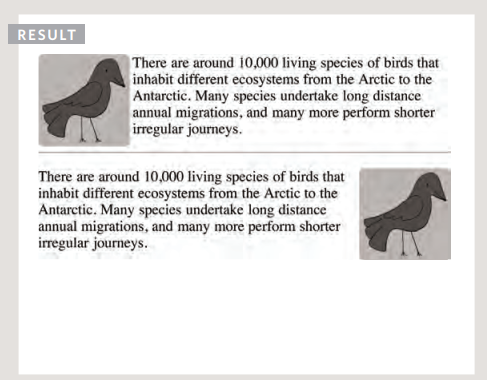 RESULT
There are around 10,000 living species of birds that
inhabit different ecosystems from the Arctic to the
Antarctic. Many species undertake long distance
annual migrations, and many more perform shorter
irregular journeys.
There are around 10,000 living species of birds that
inhabit different ecosystems from the Arctic to the
Antarctic. Many species undertake long distance
annual migrations, and many more perform shorter
irregular journeys.